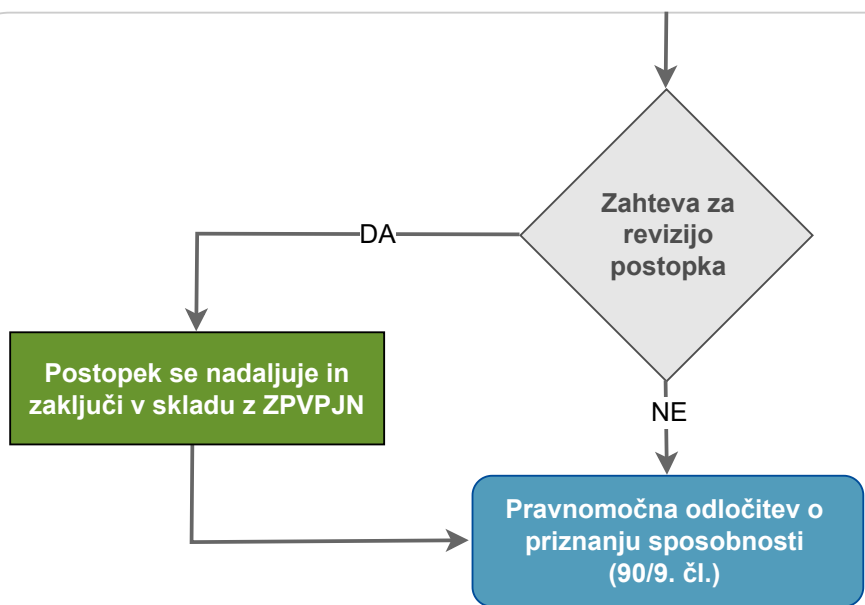 Zahteva za
revizijo
postopka
DA
Postopek se nadaljuje in
zaključi v skladu z ZPVPJN
NE
Pravnomočna odločitev o
priznanju sposobnosti
(90/9. čl.)